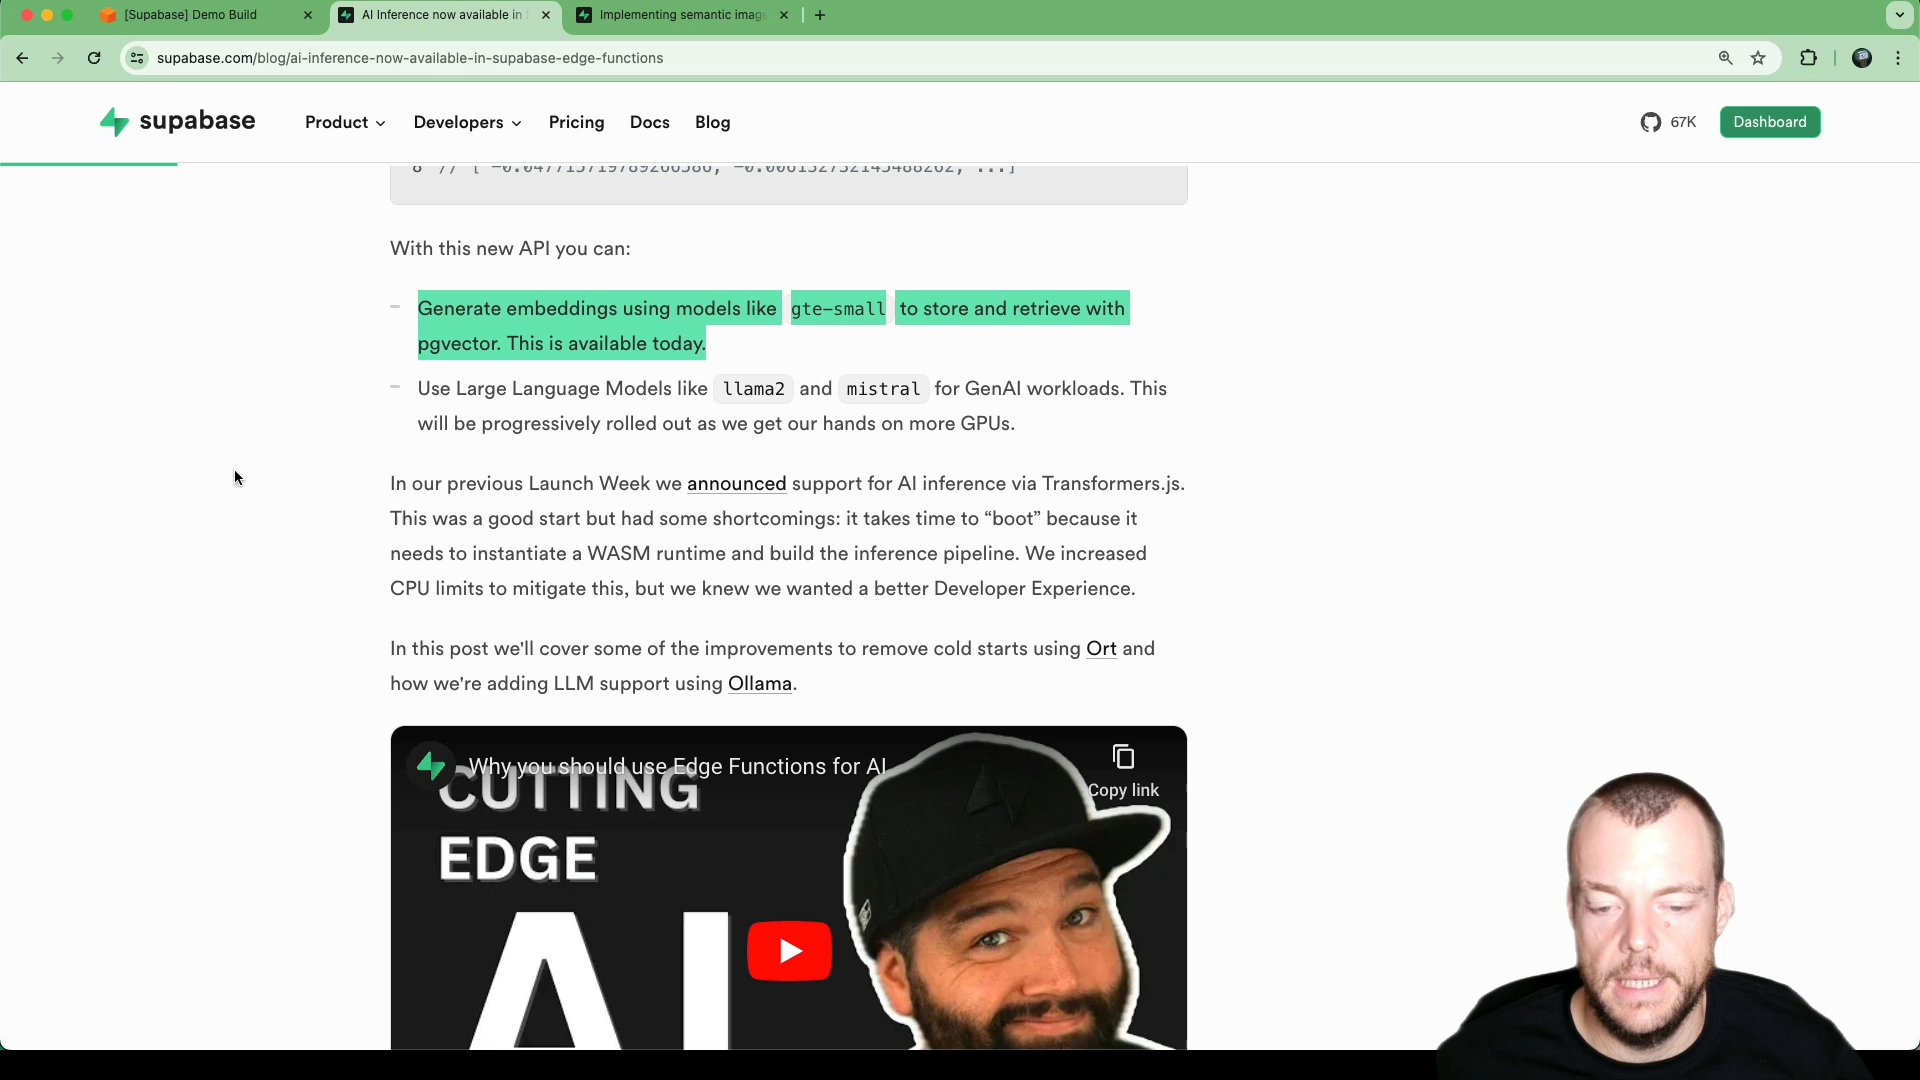 [Supabase] Demo Build
AI Inference now available in
Implementing semantic image
supabase.com/blog/ai-inference-now-available-in-supabase-edge-functions
supabase
Product
Developers
Pricing
Docs
Blog
67K
Dashboard
8 // [ -0.047715719789266586, -0.006132732145488262, ...]
With this new API you can:
Generate embeddings using models like gte-small to store and retrieve with
pgvector. This is available today.
Use Large Language Models like llama2 and mistral for GenAI workloads. This
will be progressively rolled out as we get our hands on more GPUs.
In our previous Launch Week we announced support for AI inference via Transformers.js.
This was a good start but had some shortcomings: it takes time to “boot” because it
needs to instantiate a WASM runtime and build the inference pipeline. We increased
CPU limits to mitigate this, but we knew we wanted a better Developer Experience.
In this post we'll cover some of the improvements to remove cold starts using Ort and
how we're adding LLM support using Ollama.
Why you should use Edge Functions for AI
Copy link
CUTTING
EDGE
AI